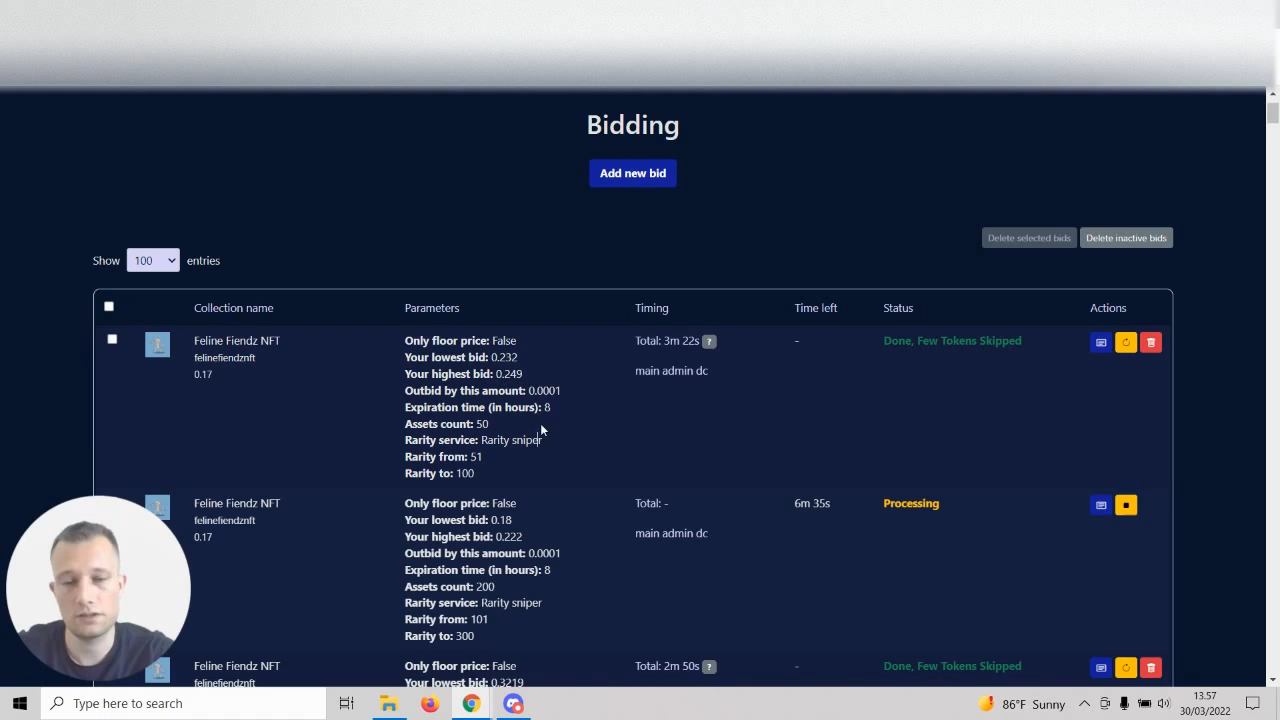 Bidding
Add new bid
Delete selected bids Delete inactive bids
Show 100 entries
Collection name Parameters Timing Time left Status Actions
Feline Fiendz NFT Only floor price: False Total: 3m 22s ? - Done, Few Tokens Skipped
felinefiendznft Your lowest bid: 0.232
0.17 Your highest bid: 0.249 main admin dc
Outbid by this amount: 0.0001
Expiration time (in hours): 8
Assets count: 50
Rarity service: Rarity sniper
Rarity from: 51
Rarity to: 100
Feline Fiendz NFT Only floor price: False Total: - 6m 35s Processing
felinefiendznft Your lowest bid: 0.18
0.17 Your highest bid: 0.222 main admin dc
Outbid by this amount: 0.0001
Expiration time (in hours): 8
Assets count: 200
Rarity service: Rarity sniper
Rarity from: 101
Rarity to: 300
Feline Fiendz NFT Only floor price: False Total: 2m 50s ? - Done, Few Tokens Skipped
felinefiendznft Your lowest bid: 0.3219
Type here to search 86°F Sunny 13.57
30/03/2022